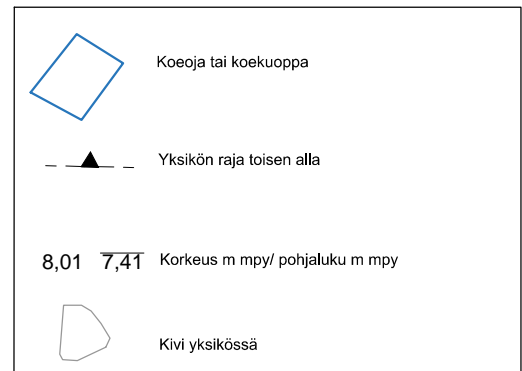 Koeoja tai koekuoppa
Yksikön raja toisen alla
8,01 7,41 Korkeus m mpy/ pohjaluku m mpy
Kivi yksikössä